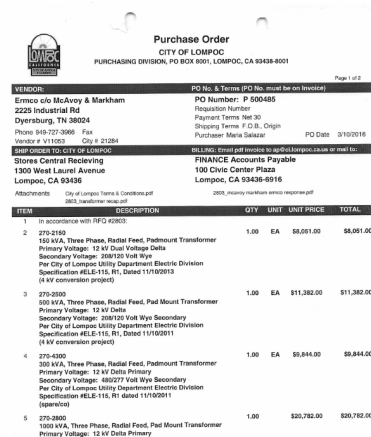 LOMPOC
CALIFORNIA
Purchase Order
CITY OF LOMPOC
PURCHASING DIVISION, PO BOX 8001, LOMPOC, CA 93438-8001
Page 1 of 2
VENDOR: PO No. & Terms (PO No. must be on Invoice)
Ermco c/o McAvoy & Markham PO Number: P 500485
2225 Industrial Rd Requisition Number
Dyersburg, TN 38024 Payment Terms Net 30
Shipping Terms F.O.B., Origin
Phone 949-727-3966 Fax
Vendor # V11053 City # 21284 Purchaser Maria Salazar PO Date 3/10/2016
SHIP ORDER TO: CITY OF LOMPOC BILLING: Email pdf invoice to ap@ci.lompoc.ca.us or mail to:
Stores Central Recieving FINANCE Accounts Payable
1300 West Laurel Avenue 100 Civic Center Plaza
Lompoc, CA 93436 Lompoc, CA 93436-6916
Attachments City of Lompoc Terms & Conditions.pdf 2803_mcavoy markham ermco response.pdf
2803_transformer recap.pdf
ITEM DESCRIPTION QTY UNIT UNIT PRICE TOTAL
1 In accordance with RFQ #2803:
2 270-2150 1.00 EA $8,051.00 $8,051.00
150 kVA, Three Phase, Radial Feed, Padmount Transformer
Primary Voltage: 12 kV Dual Voltage Delta
Secondary Voltage: 208/120 Volt Wye
Per City of Lompoc Utility Department Electric Division
Specification #ELE-115, R1, Dated 11/10/2013
(4 kV conversion project)
3 270-2500 1.00 EA $11,382.00 $11,382.00
500 kVA, Three Phase, Radial Feed, Pad Mount Transformer
Primary Voltage: 12 kV Delta
Secondary Voltage: 208/120 Volt Wye Secondary
Per City of Lompoc Utility Department Electric Division
Specification #ELE-115, R1, Dated 11/10/2011
(4 kV conversion project)
4 270-4300 1.00 EA $9,844.00 $9,844.00
300 kVA, Three Phase, Radial Feed, Padmount Transformer
Primary Voltage: 12 kV Delta Primary
Secondary Voltage: 480/277 Volt Wye Secondary
Per City of Lompoc Utility Department Electric Division
Specification #ELE-115, R1 dated 11/10/2011
(spare/co)
5 270-2800 1.00 $20,782.00 $20,782.00
1000 kVA, Three Phase, Radial Feed, Pad Mount Transformer
Primary Voltage: 12 kV Delta Primary